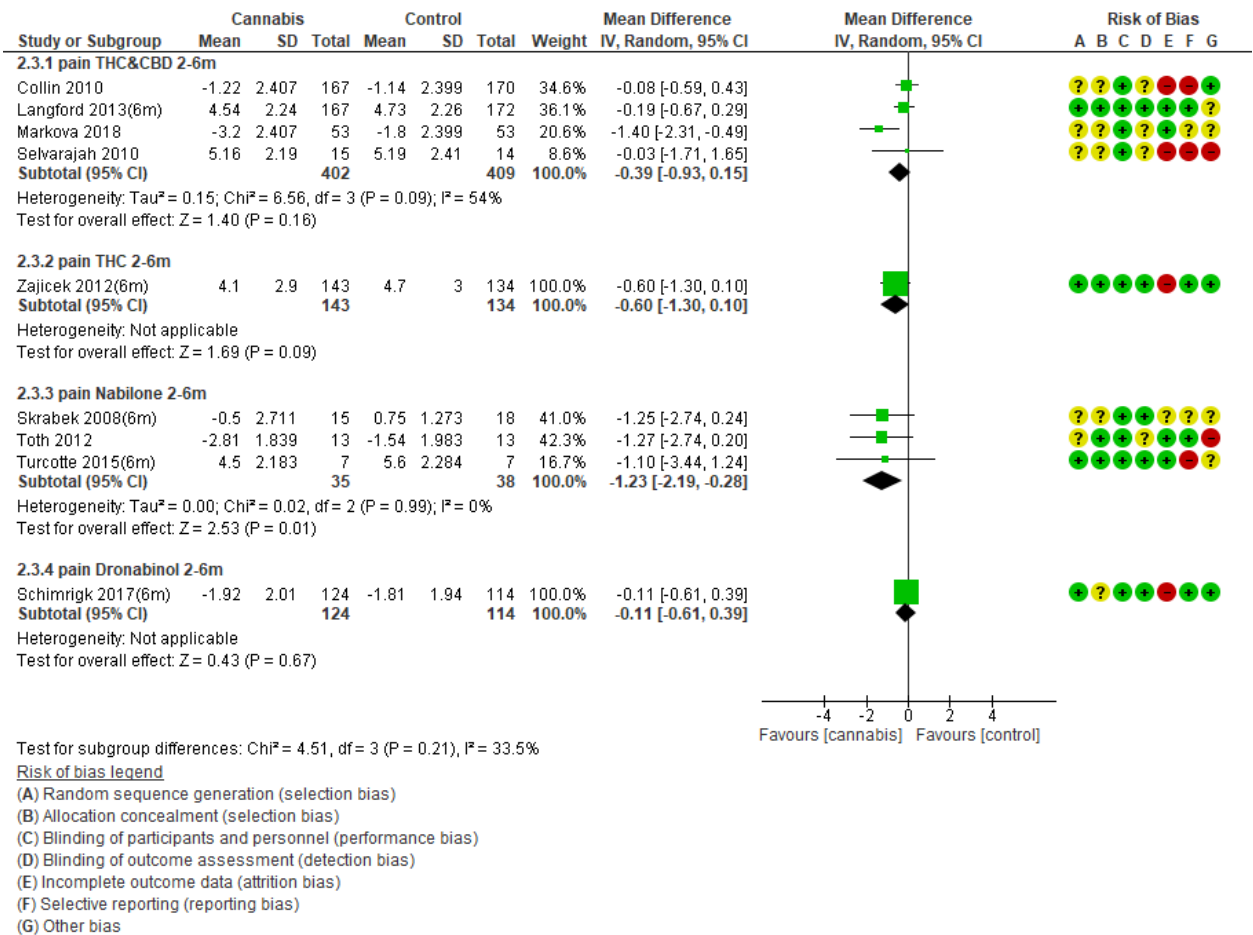 Cannabis Control Mean Difference Mean Difference Risk of Bias
Study or Subgroup Mean SD Total Mean SD Total Weight IV, Random, 95% CI IV, Random, 95% CI A B C D E F G
2.3.1 pain THC&CBD 2-6m
Collin 2010 -1.22 2.407 167 -1.14 2.399 170 34.6% -0.08 [-0.59, 0.43] ? ? + ? - - +
Langford 2013(6m) 4.54 2.24 167 4.73 2.26 172 36.1% -0.19 [-0.67, 0.29] + + + + + + ?
Markova 2018 -3.2 2.407 53 -1.8 2.399 53 20.6% -1.40 [-2.31, -0.49] ? ? + ? + ? ?
Selvarajah 2010 5.16 2.19 15 5.19 2.41 14 8.6% -0.03 [-1.71, 1.65] ? ? + ? - - -
Subtotal (95% CI) 402 409 100.0% -0.39 [-0.93, 0.15]
Heterogeneity: Tau² = 0.15; Chi² = 6.56, df = 3 (P = 0.09); I² = 54%
Test for overall effect: Z = 1.40 (P = 0.16)
2.3.2 pain THC 2-6m
Zajicek 2012(6m) 4.1 2.9 143 4.7 3 134 100.0% -0.60 [-1.30, 0.10] + + + + - + +
Subtotal (95% CI) 143 134 100.0% -0.60 [-1.30, 0.10]
Heterogeneity: Not applicable
Test for overall effect: Z = 1.69 (P = 0.09)
2.3.3 pain Nabilone 2-6m
Skrabek 2008(6m) -0.5 2.711 15 0.75 1.273 18 41.0% -1.25 [-2.74, 0.24] ? ? + + ? ? ?
Toth 2012 -2.81 1.839 13 -1.54 1.983 13 42.3% -1.27 [-2.74, 0.20] ? + + ? + + -
Turcotte 2015(6m) 4.5 2.183 7 5.6 2.284 7 16.7% -1.10 [-3.44, 1.24] + + + + + - ?
Subtotal (95% CI) 35 38 100.0% -1.23 [-2.19, -0.28]
Heterogeneity: Tau² = 0.00; Chi² = 0.02, df = 2 (P = 0.99); I² = 0%
Test for overall effect: Z = 2.53 (P = 0.01)
2.3.4 pain Dronabinol 2-6m
Schimrigk 2017(6m) -1.92 2.01 124 -1.81 1.94 114 100.0% -0.11 [-0.61, 0.39] + ? + + - + +
Subtotal (95% CI) 124 114 100.0% -0.11 [-0.61, 0.39]
Heterogeneity: Not applicable
Test for overall effect: Z = 0.43 (P = 0.67)
-4 -2 0 2 4
Favours [cannabis] Favours [control]
Test for subgroup differences: Chi² = 4.51, df = 3 (P = 0.21), I² = 33.5%
Risk of bias legend
(A) Random sequence generation (selection bias)
(B) Allocation concealment (selection bias)
(C) Blinding of participants and personnel (performance bias)
(D) Blinding of outcome assessment (detection bias)
(E) Incomplete outcome data (attrition bias)
(F) Selective reporting (reporting bias)
(G) Other bias